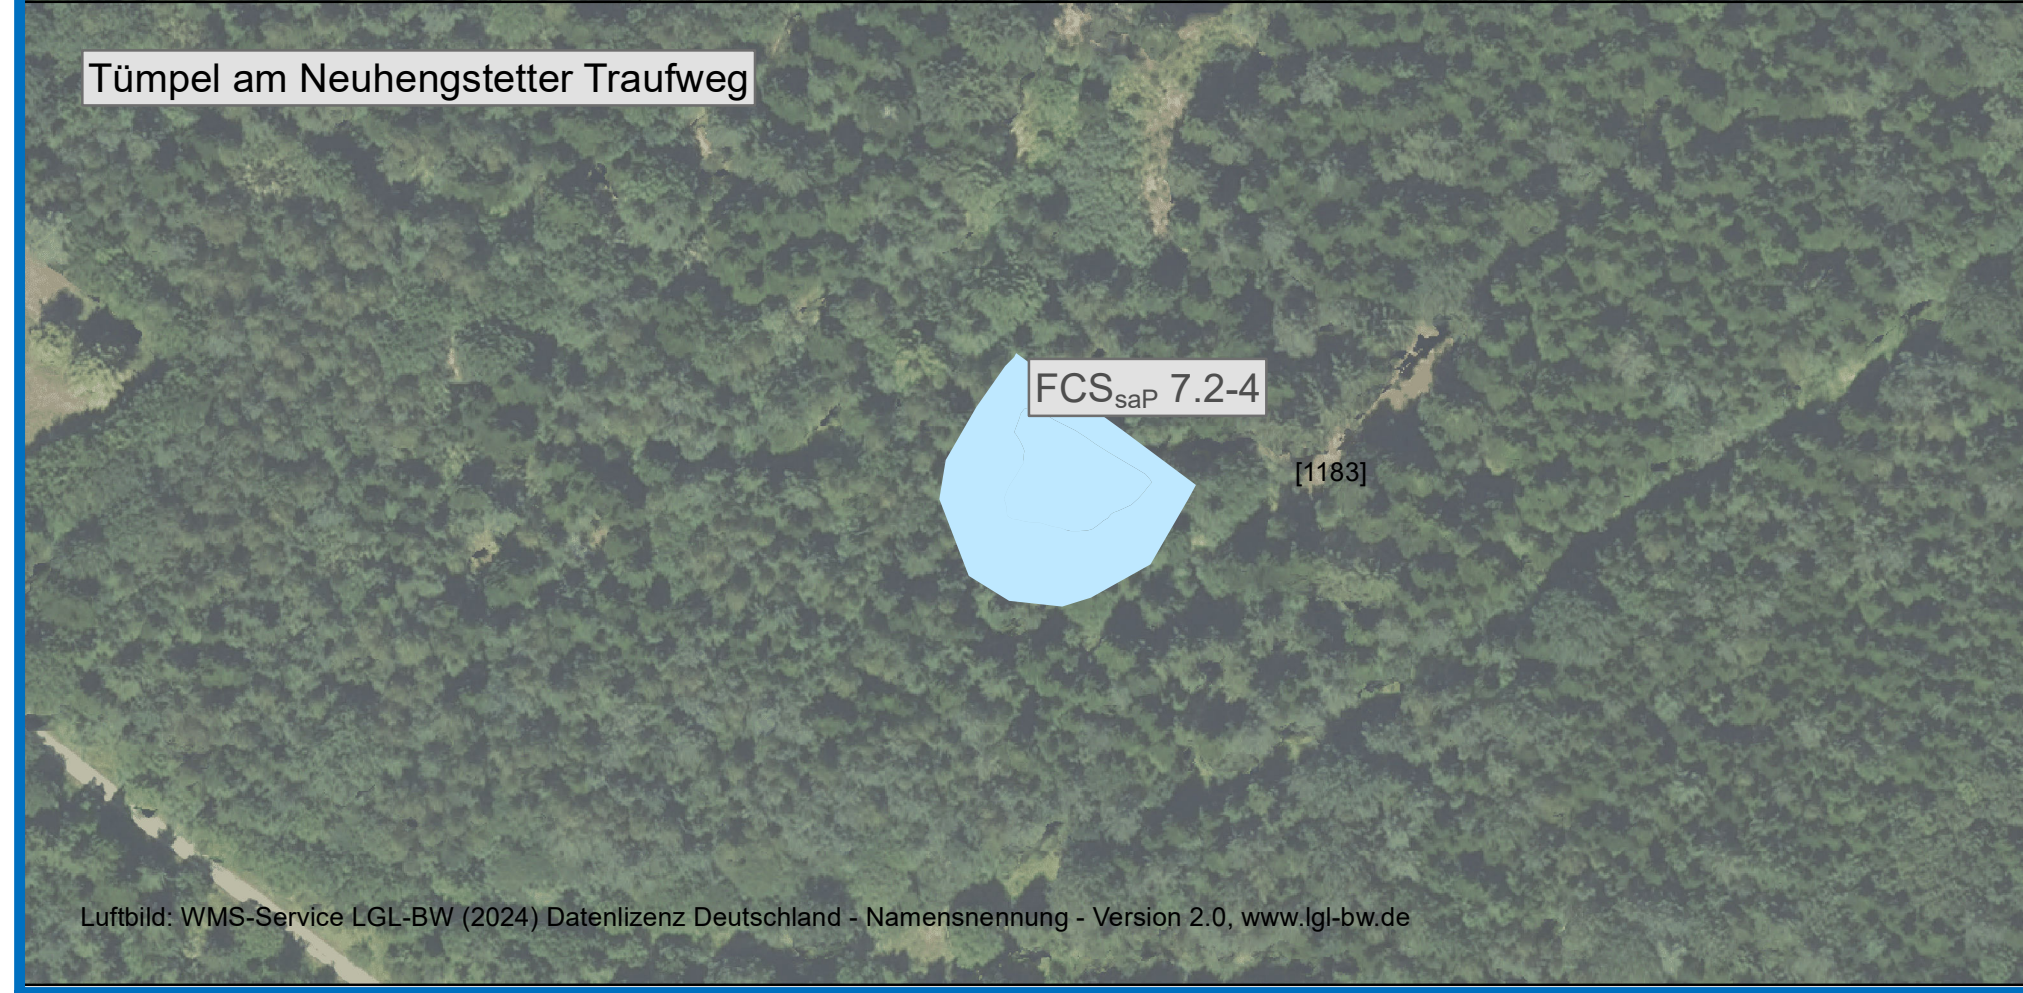 Tümpel am Neuhengstetter Traufweg
FCSsaP 7.2-4
[1183]
Luftbild: WMS-Service LGL-BW (2024) Datenlizenz Deutschland - Namensnennung - Version 2.0, www.lgl-bw.de